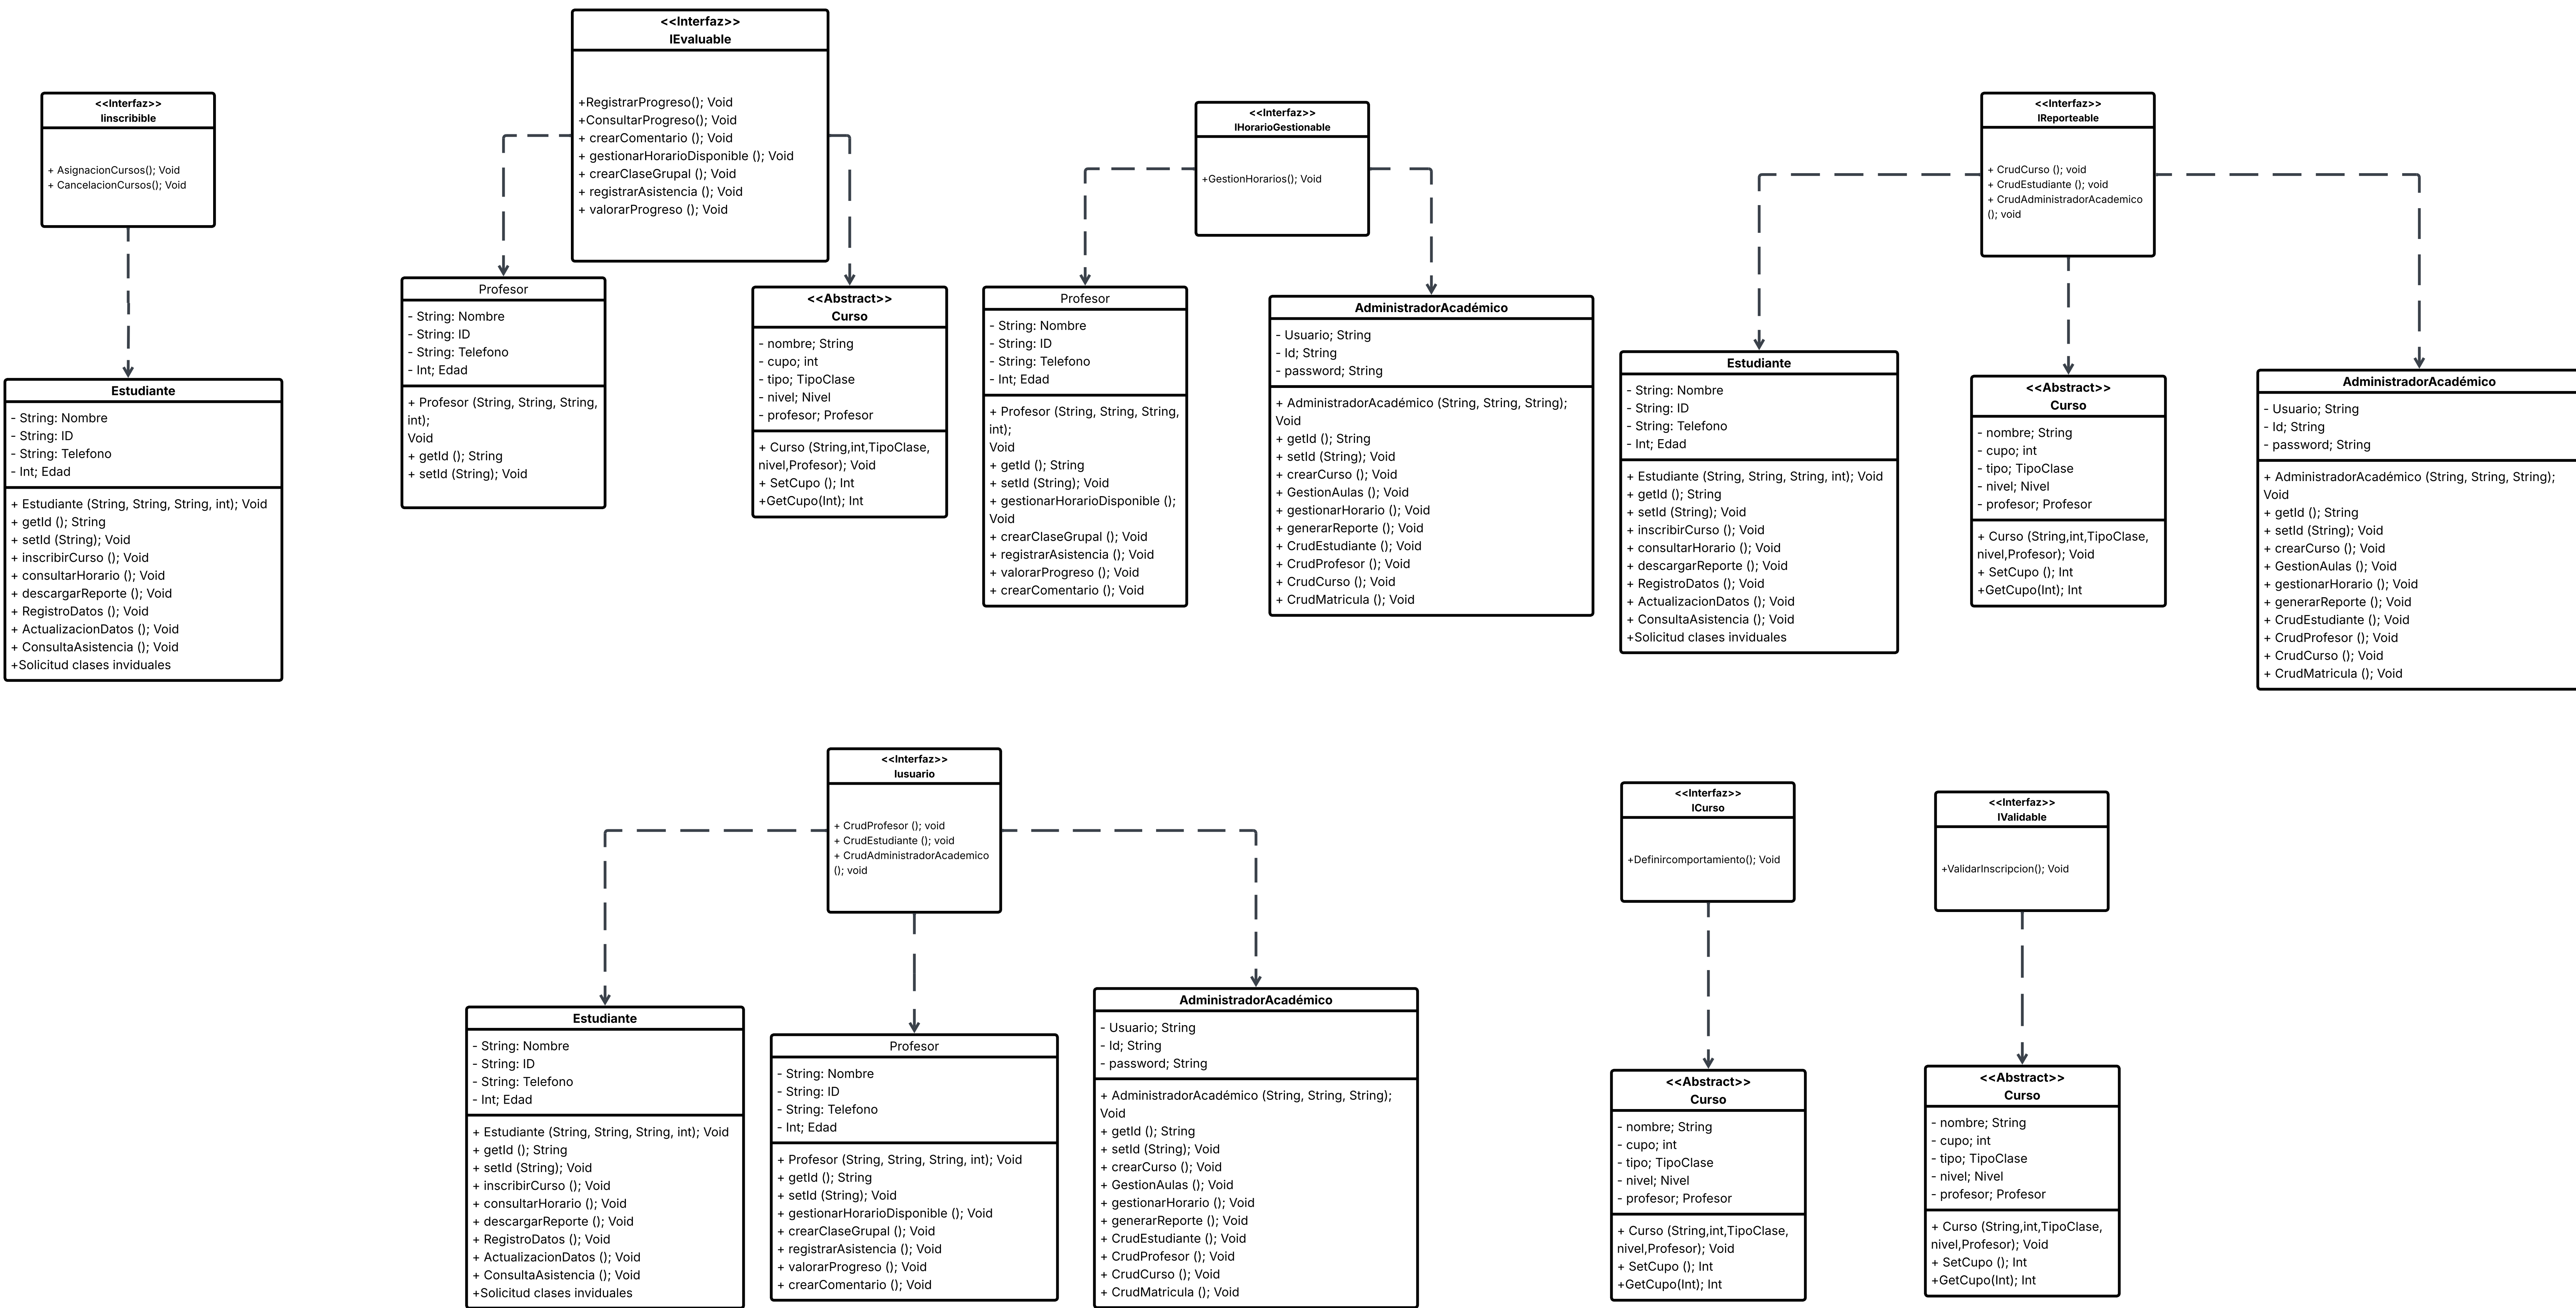 <<Interfaz>>
Iinscribible
+ AsignacionCursos(); Void
+ CancelacionCursos(); Void
Estudiante
- String: Nombre
- String: ID
- String: Telefono
- Int; Edad
+ Estudiante (String, String, String, int); Void
+ getId (); String
+ setId (String); Void
+ inscribirCurso (); Void
+ consultarHorario (); Void
+ descargarReporte (); Void
+ RegistroDatos (); Void
+ ActualizacionDatos (); Void
+ ConsultaAsistencia (); Void
+Solicitud clases inviduales
<<Interfaz>>
IEvaluable
+RegistrarProgreso(); Void
+ConsultarProgreso(); Void
+ crearComentario (); Void
+ gestionarHorarioDisponible (); Void
+ crearClaseGrupal (); Void
+ registrarAsistencia (); Void
+ valorarProgreso (); Void
Profesor
- String: Nombre
- String: ID
- String: Telefono
- Int; Edad
+ Profesor (String, String, String,
int);
Void
+ getId (); String
+ setId (String); Void
<<Abstract>>
Curso
- nombre; String
- cupo; int
- tipo; TipoClase
- nivel; Nivel
- profesor; Profesor
+ Curso (String,int,TipoClase,
nivel,Profesor); Void
+ SetCupo (); Int
+GetCupo(Int); Int
<<Interfaz>>
IHorarioGestionable
+GestionHorarios(); Void
Profesor
- String: Nombre
- String: ID
- String: Telefono
- Int; Edad
+ Profesor (String, String, String,
int);
Void
+ getId (); String
+ setId (String); Void
+ gestionarHorarioDisponible ();
Void
+ crearClaseGrupal (); Void
+ registrarAsistencia (); Void
+ valorarProgreso (); Void
+ crearComentario (); Void
AdministradorAcadémico
- Usuario; String
- Id; String
- password; String
+ AdministradorAcadémico (String, String, String);
Void
+ getId (); String
+ setId (String); Void
+ crearCurso (); Void
+ GestionAulas (); Void
+ gestionarHorario (); Void
+ generarReporte (); Void
+ CrudEstudiante (); Void
+ CrudProfesor (); Void
+ CrudCurso (); Void
+ CrudMatricula (); Void
<<Interfaz>>
IReporteable
+ CrudCurso (); void
+ CrudEstudiante (); void
+ CrudAdministradorAcademico
(); void
Estudiante
- String: Nombre
- String: ID
- String: Telefono
- Int; Edad
+ Estudiante (String, String, String, int); Void
+ getId (); String
+ setId (String); Void
+ inscribirCurso (); Void
+ consultarHorario (); Void
+ descargarReporte (); Void
+ RegistroDatos (); Void
+ ActualizacionDatos (); Void
+ ConsultaAsistencia (); Void
+Solicitud clases inviduales
<<Abstract>>
Curso
- nombre; String
- cupo; int
- tipo; TipoClase
- nivel; Nivel
- profesor; Profesor
+ Curso (String,int,TipoClase,
nivel,Profesor); Void
+ SetCupo (); Int
+GetCupo(Int); Int
AdministradorAcadémico
- Usuario; String
- Id; String
- password; String
+ AdministradorAcadémico (String, String, String);
Void
+ getId (); String
+ setId (String); Void
+ crearCurso (); Void
+ GestionAulas (); Void
+ gestionarHorario (); Void
+ generarReporte (); Void
+ CrudEstudiante (); Void
+ CrudProfesor (); Void
+ CrudCurso (); Void
+ CrudMatricula (); Void
<<Interfaz>>
Iusuario
+ CrudProfesor (); void
+ CrudEstudiante (); void
+ CrudAdministradorAcademico
(); void
Estudiante
- String: Nombre
- String: ID
- String: Telefono
- Int; Edad
+ Estudiante (String, String, String, int); Void
+ getId (); String
+ setId (String); Void
+ inscribirCurso (); Void
+ consultarHorario (); Void
+ descargarReporte (); Void
+ RegistroDatos (); Void
+ ActualizacionDatos (); Void
+ ConsultaAsistencia (); Void
+Solicitud clases inviduales
Profesor
- String: Nombre
- String: ID
- String: Telefono
- Int; Edad
+ Profesor (String, String, String, int); Void
+ getId (); String
+ setId (String); Void
+ gestionarHorarioDisponible (); Void
+ crearClaseGrupal (); Void
+ registrarAsistencia (); Void
+ valorarProgreso (); Void
+ crearComentario (); Void
AdministradorAcadémico
- Usuario; String
- Id; String
- password; String
+ AdministradorAcadémico (String, String, String);
Void
+ getId (); String
+ setId (String); Void
+ crearCurso (); Void
+ GestionAulas (); Void
+ gestionarHorario (); Void
+ generarReporte (); Void
+ CrudEstudiante (); Void
+ CrudProfesor (); Void
+ CrudCurso (); Void
+ CrudMatricula (); Void
<<Interfaz>>
ICurso
+Definircomportamiento(); Void
<<Abstract>>
Curso
- nombre; String
- cupo; int
- tipo; TipoClase
- nivel; Nivel
- profesor; Profesor
+ Curso (String,int,TipoClase,
nivel,Profesor); Void
+ SetCupo (); Int
+GetCupo(Int); Int
<<Interfaz>>
IValidable
+ValidarInscripcion(); Void
<<Abstract>>
Curso
- nombre; String
- cupo; int
- tipo; TipoClase
- nivel; Nivel
- profesor; Profesor
+ Curso (String,int,TipoClase,
nivel,Profesor); Void
+ SetCupo (); Int
+GetCupo(Int); Int